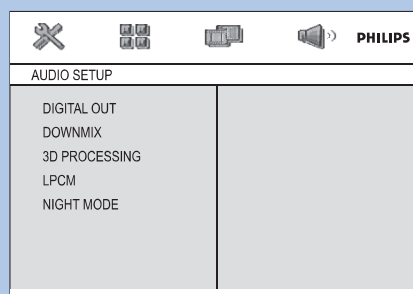 PHILIPS
AUDIO SETUP
DIGITAL OUT
DOWNMIX
3D PROCESSING
LPCM
NIGHT MODE